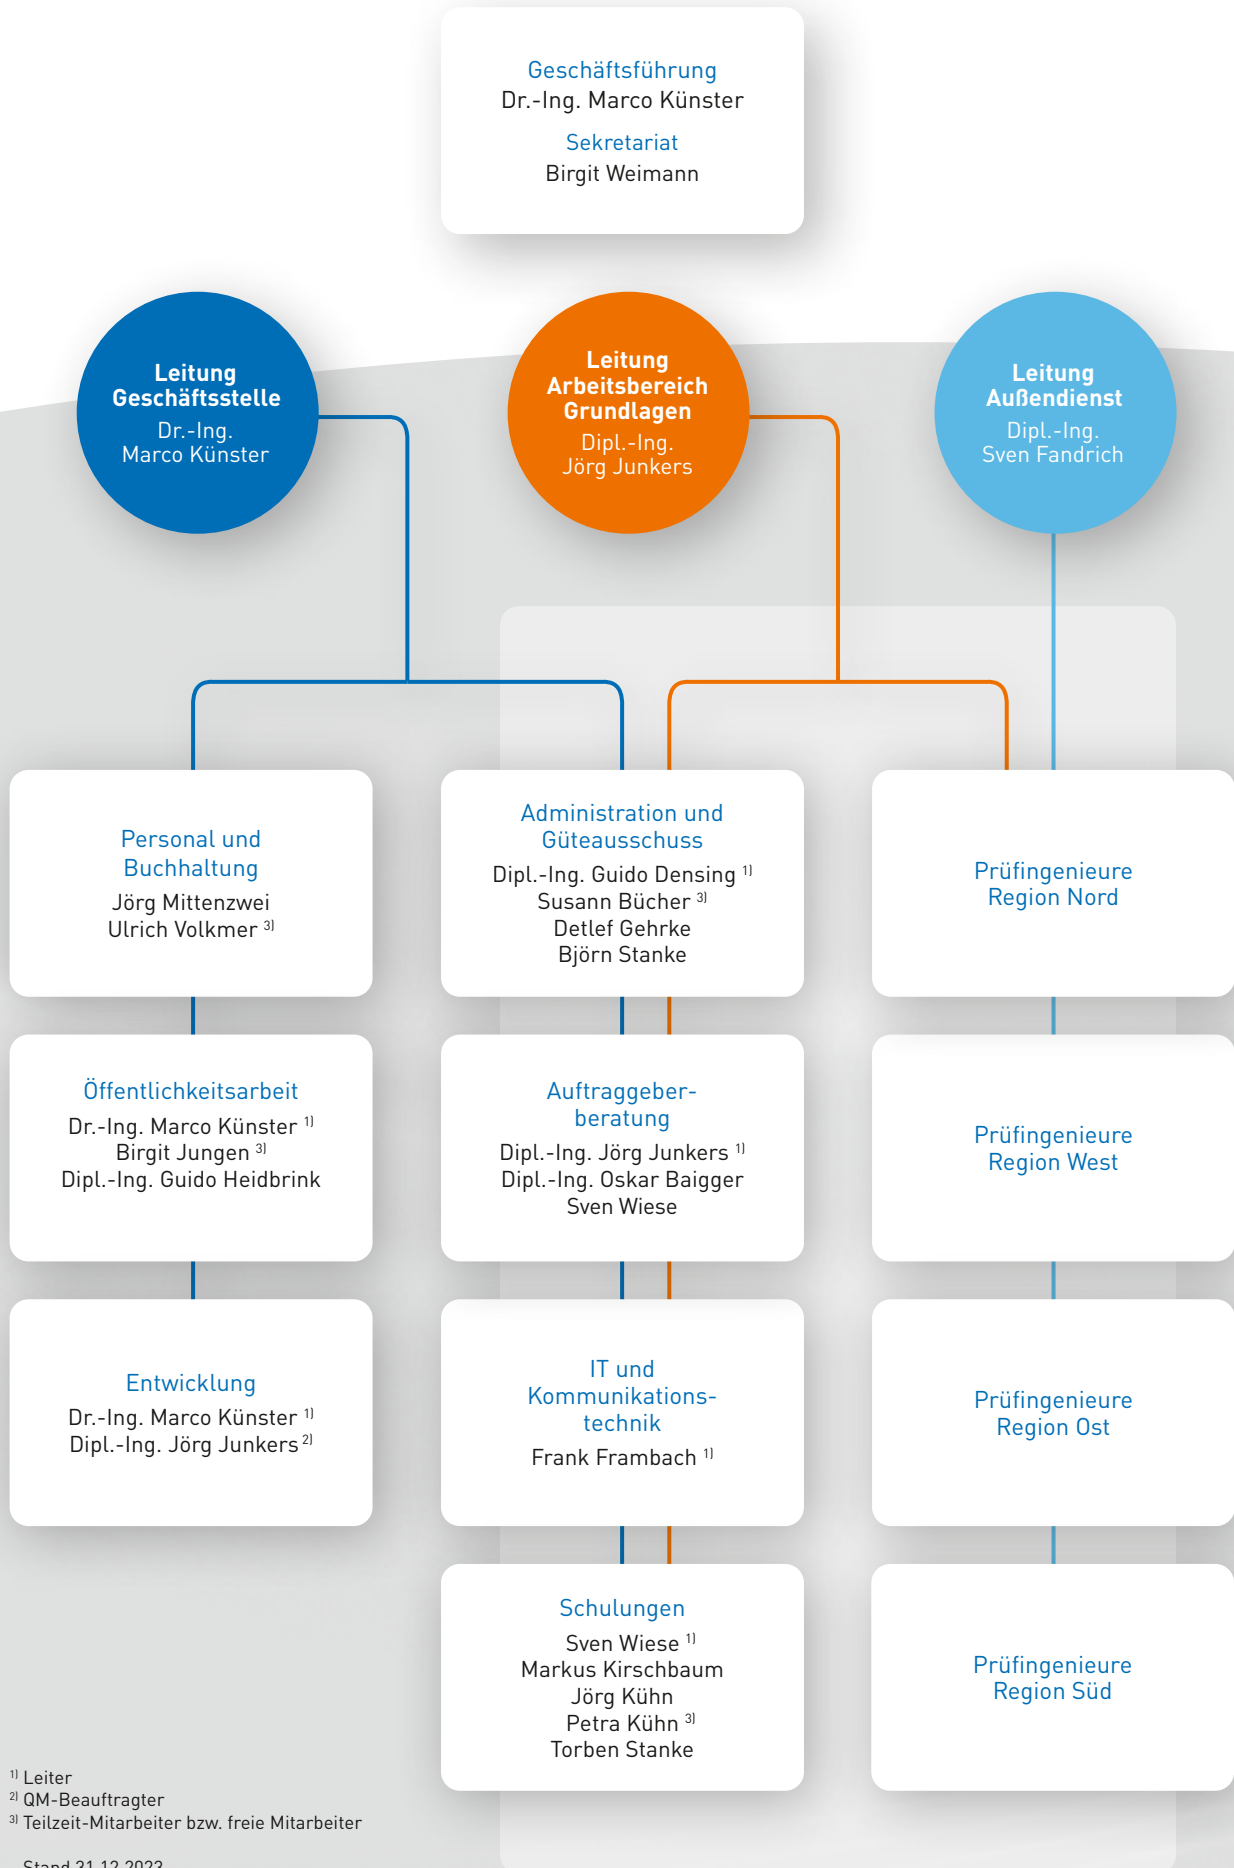 Geschäftsführung
Dr.-Ing. Marco Künster
Sekretariat
Birgit Weimann
Leitung
Geschäftsstelle
Dr.-Ing.
Marco Künster
Leitung
Arbeitsbereich
Grundlagen
Dipl.-Ing.
Jörg Junkers
Leitung
Außendienst
Dipl.-Ing.
Sven Fandrich
Personal und
Buchhaltung
Jörg Mittenzwei
Ulrich Volkmer 3)
Administration und
Güteausschuss
Dipl.-Ing. Guido Densing 1)
Susann Bücher 3)
Detlef Gehrke
Björn Stanke
Prüfingenieure
Region Nord
Öffentlichkeitsarbeit
Dr.-Ing. Marco Künster 1)
Birgit Jungen 3)
Dipl.-Ing. Guido Heidbrink
Auftraggeber-
beratung
Dipl.-Ing. Jörg Junkers 1)
Dipl.-Ing. Oskar Baigger
Sven Wiese
Prüfingenieure
Region West
Entwicklung
Dr.-Ing. Marco Künster 1)
Dipl.-Ing. Jörg Junkers 2)
IT und
Kommunikations-
technik
Frank Frambach 1)
Prüfingenieure
Region Ost
Schulungen
Sven Wiese 1)
Markus Kirschbaum
Jörg Kühn
Petra Kühn 3)
Torben Stanke
Prüfingenieure
Region Süd
1) Leiter
2) QM-Beauftragter
3) Teilzeit-Mitarbeiter bzw. freie Mitarbeiter
Stand 31.12.2023